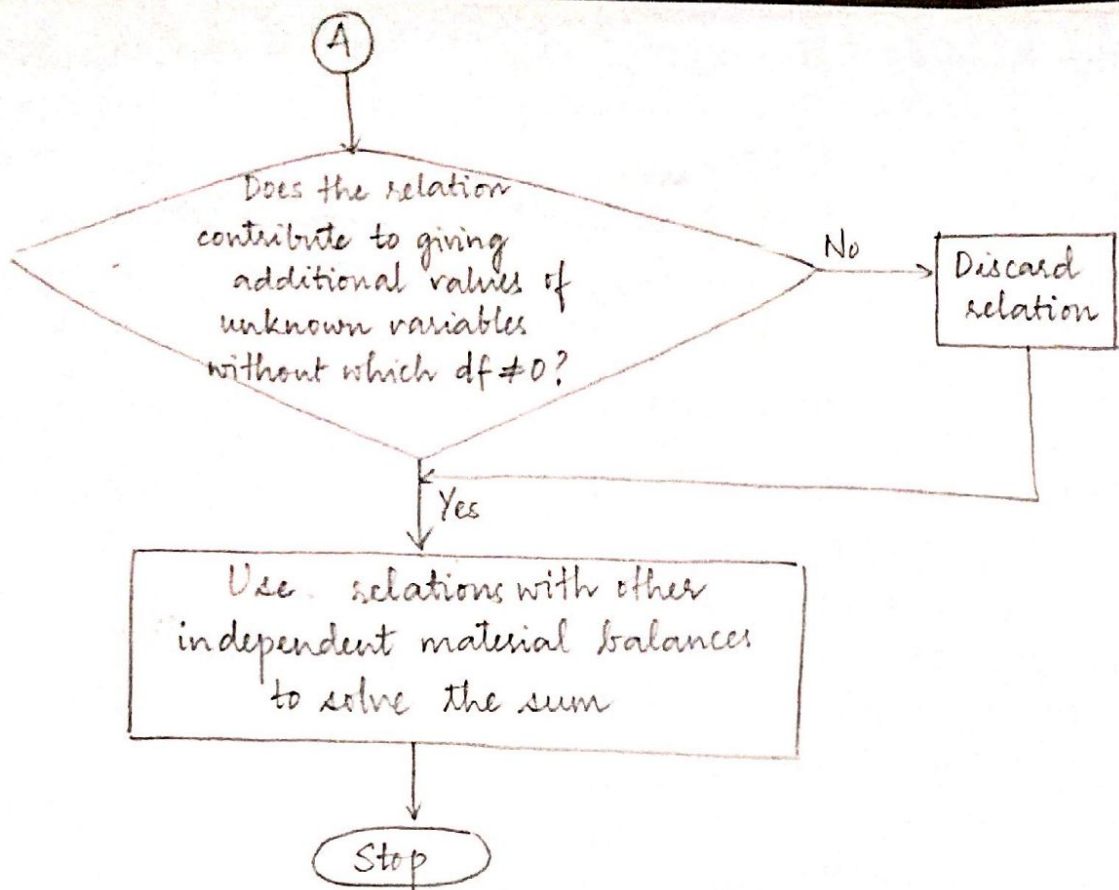 A
Does the relation
contribute to giving
additional values of
unknown variables
without which df ≠ 0?
No
Discard
relation
Yes
Use relations with other
independent material balances
to solve the sum
Stop